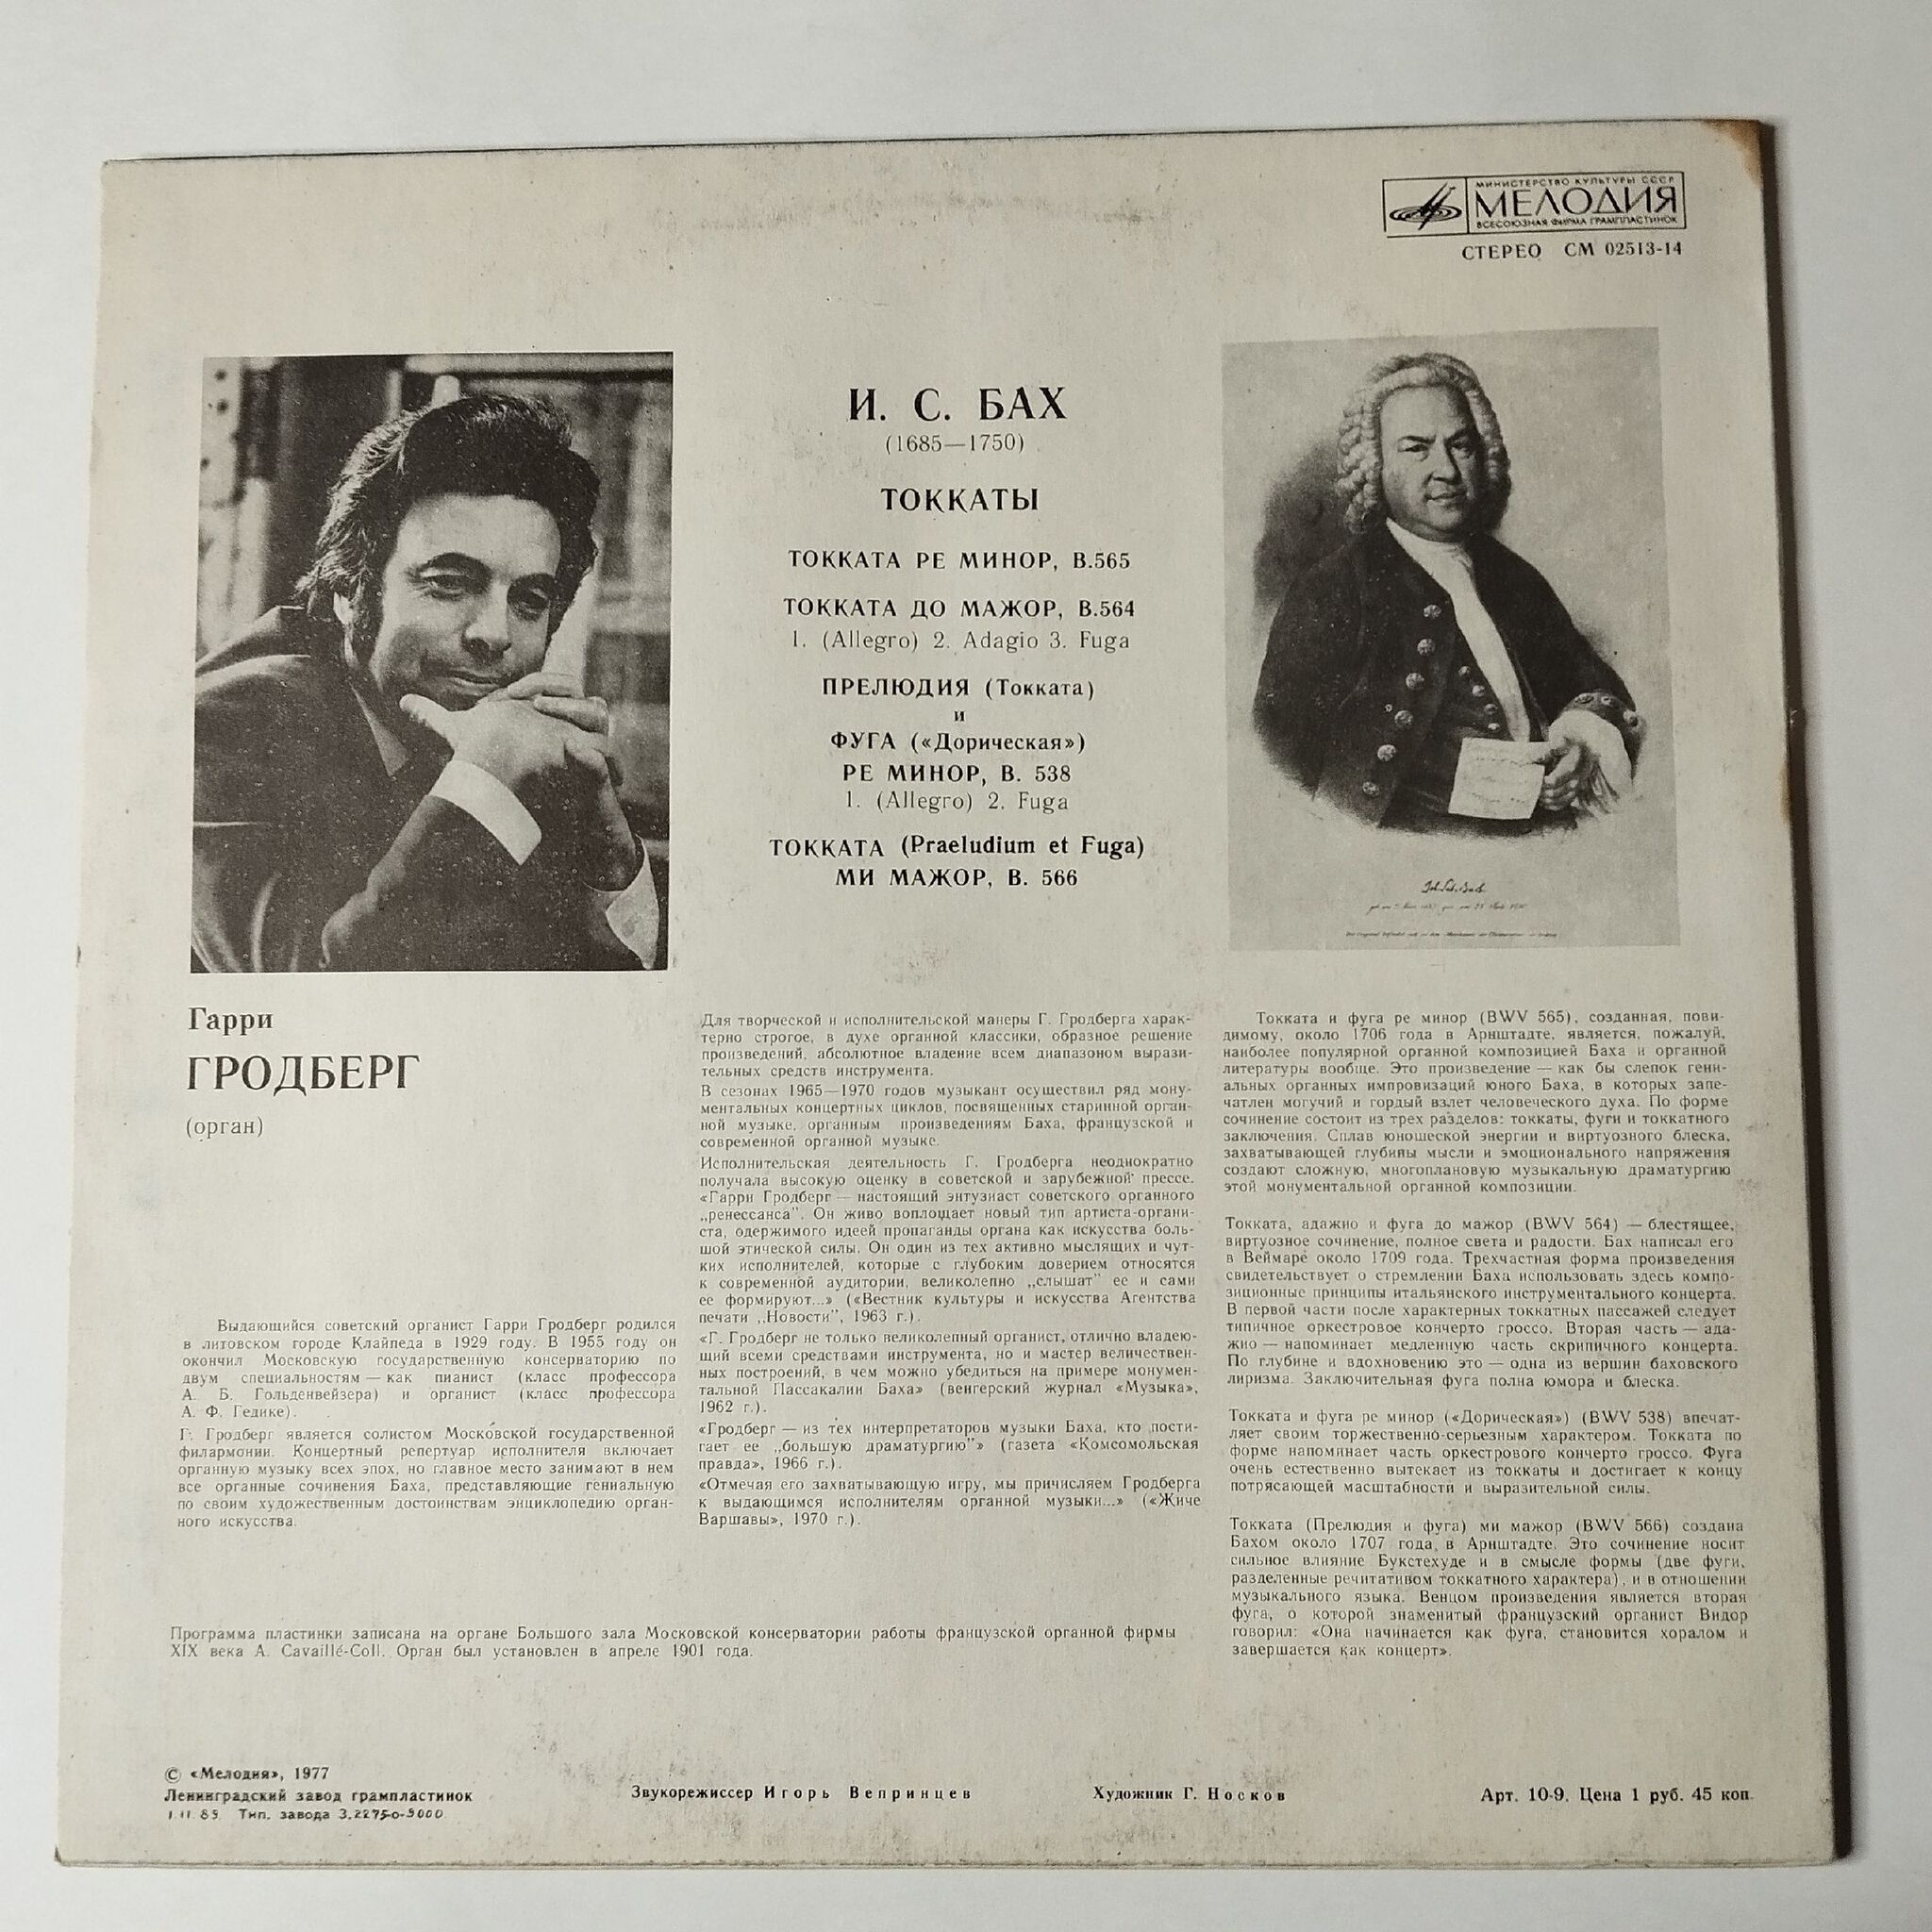 МИНИСТЕРСТВО КУЛЬТУРЫ СССР
МЕЛОДИЯ
ВСЕСОЮЗНАЯ ФИРМА ГРАМПЛАСТИНОК
СТЕРЕО СМ 02513-14
И. С. БАХ
(1685—1750)
ТОККАТЫ
ТОККАТА РЕ МИНОР, В.565
ТОККАТА ДО МАЖОР, В.564
1. (Allegro) 2. Adagio 3. Fuga
ПРЕЛЮДИЯ (Токката)
и
ФУГА («Дорическая»)
РЕ МИНОР, В. 538
1. (Allegro) 2. Fuga
ТОККАТА (Praeludium et Fuga)
МИ МАЖОР, В. 566
Гарри
ГРОДБЕРГ
(орган)
Выдающийся советский органист Гарри Гродберг родился
в литовском городе Клайпеда в 1929 году. В 1955 году он
окончил Московскую государственную консерваторию по
двум специальностям — как пианист (класс профессора
А. Б. Гольденвейзера) и органист (класс профессора
А. Ф. Гедике).
Г. Гродберг является солистом Московской государственной
филармонии. Концертный репертуар исполнителя включает
органную музыку всех эпох, но главное место занимают в нем
все органные сочинения Баха, представляющие гениальную
по своим художественным достоинствам энциклопедию орган-
ного искусства.
Для творческой и исполнительской манеры Г. Гродберга харак-
терно строгое, в духе органной классики, образное решение
произведений, абсолютное владение всем диапазоном вырази-
тельных средств инструмента.
В сезонах 1965—1970 годов музыкант осуществил ряд мону-
ментальных концертных циклов, посвященных старинной орган-
ной музыке, органным произведениям Баха, французской и
современной органной музыке.
Исполнительская деятельность Г. Гродберга неоднократно
получала высокую оценку в советской и зарубежной прессе.
«Гарри Гродберг — настоящий энтузиаст советского органного
„ренессанса". Он живо воплощает новый тип артиста-органи-
ста, одержимого идеей пропаганды органа как искусства боль-
шой этической силы. Он один из тех активно мыслящих и чут-
ких исполнителей, которые с глубоким доверием относятся
к современной аудитории, великолепно „слышат" ее и сами
ее формируют...» («Вестник культуры и искусства Агентства
печати „Новости", 1963 г.).
«Г. Гродберг не только великолепный органист, отлично владею-
щий всеми средствами инструмента, но и мастер величествен-
ных построений, в чем можно убедиться на примере монумен-
тальной Пассакалии Баха» (венгерский журнал «Музыка»,
1962 г.).
«Гродберг — из тех интерпретаторов музыки Баха, кто пости-
гает ее „большую драматургию"» (газета «Комсомольская
правда», 1966 г.).
«Отмечая его захватывающую игру, мы причисляем Гродберга
к выдающимся исполнителям органной музыки...» («Жиче
Варшавы», 1970 г.).
Токката и фуга ре минор (BWV 565), созданная, пови-
димому, около 1706 года в Арнштадте, является, пожалуй,
наиболее популярной органной композицией Баха и органной
литературы вообще. Это произведение — как бы слепок гени-
альных органных импровизаций юного Баха, в которых запе-
чатлен могучий и гордый взлет человеческого духа. По форме
сочинение состоит из трех разделов: токкаты, фуги и токкатного
заключения. Сплав юношеской энергии и виртуозного блеска,
захватывающей глубины мысли и эмоционального напряжения
создают сложную, многоплановую музыкальную драматургию
этой монументальной органной композиции.
Токката, адажио и фуга до мажор (BWV 564) — блестящее,
виртуозное сочинение, полное света и радости. Бах написал его
в Веймаре около 1709 года. Трехчастная форма произведения
свидетельствует о стремлении Баха использовать здесь компо-
зиционные принципы итальянского инструментального концерта.
В первой части после характерных токкатных пассажей следует
типичное оркестровое кончерто гроссо. Вторая часть — ада-
жио — напоминает медленную часть скрипичного концерта.
По глубине и вдохновению это — одна из вершин баховского
лиризма. Заключительная фуга полна юмора и блеска.
Токката и фуга ре минор («Дорическая») (BWV 538) впечат-
ляет своим торжественно-серьезным характером. Токката по
форме напоминает часть оркестрового кончерто гроссо. Фуга
очень естественно вытекает из токкаты и достигает к концу
потрясающей масштабности и выразительной силы.
Токката (Прелюдия и фуга) ми мажор (BWV 566) создана
Бахом около 1707 года, в Арнштадте. Это сочинение носит
сильное влияние Букстехуде и в смысле формы (две фуги,
разделенные речитативом токкатного характера), и в отношении
музыкального языка. Венцом произведения является вторая
фуга, о которой знаменитый французский органист Видор
говорил: «Она начинается как фуга, становится хоралом и
завершается как концерт».
Программа пластинки записана на органе Большого зала Московской консерватории работы французской органной фирмы
XIX века A. Cavaillé-Coll. Орган был установлен в апреле 1901 года.
© «Мелодия», 1977
Ленинградский завод грампластинок
Тип. завода З.2275о-5000
Звукорежиссер Игорь Вепринцев
Художник Г. Носков
Арт. 10-9. Цена 1 руб. 45 коп.